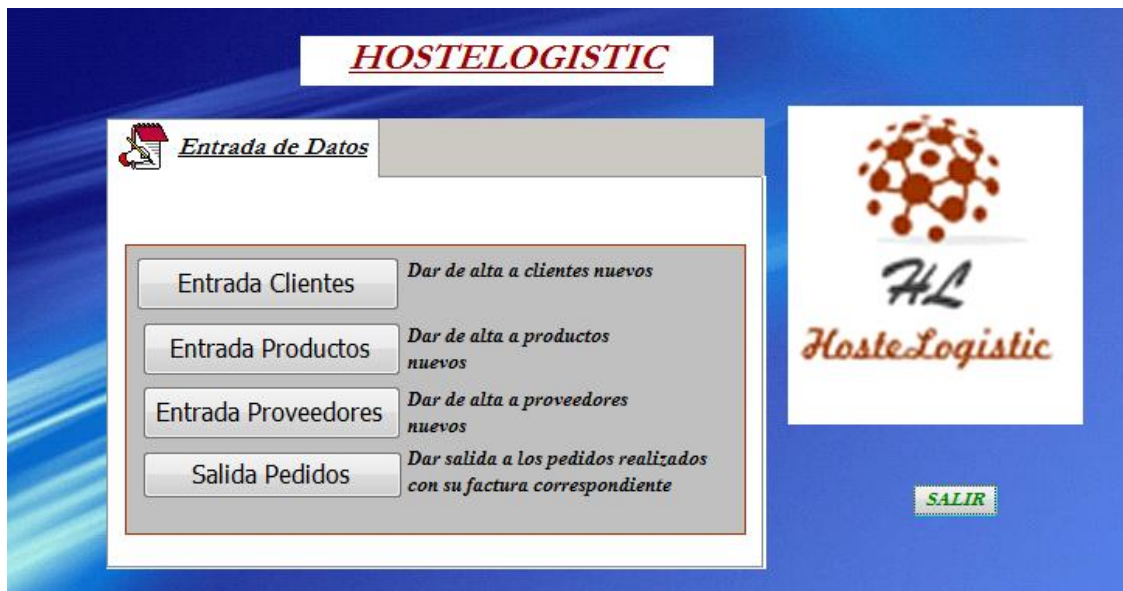 HOSTELOGISTIC
Entrada de Datos
Entrada Clientes
Dar de alta a clientes nuevos
Entrada Productos
Dar de alta a productos
nuevos
Entrada Proveedores
Dar de alta a proveedores
nuevos
Salida Pedidos
Dar salida a los pedidos realizados
con su factura correspondiente
HL
HosteLogistic
SALIR